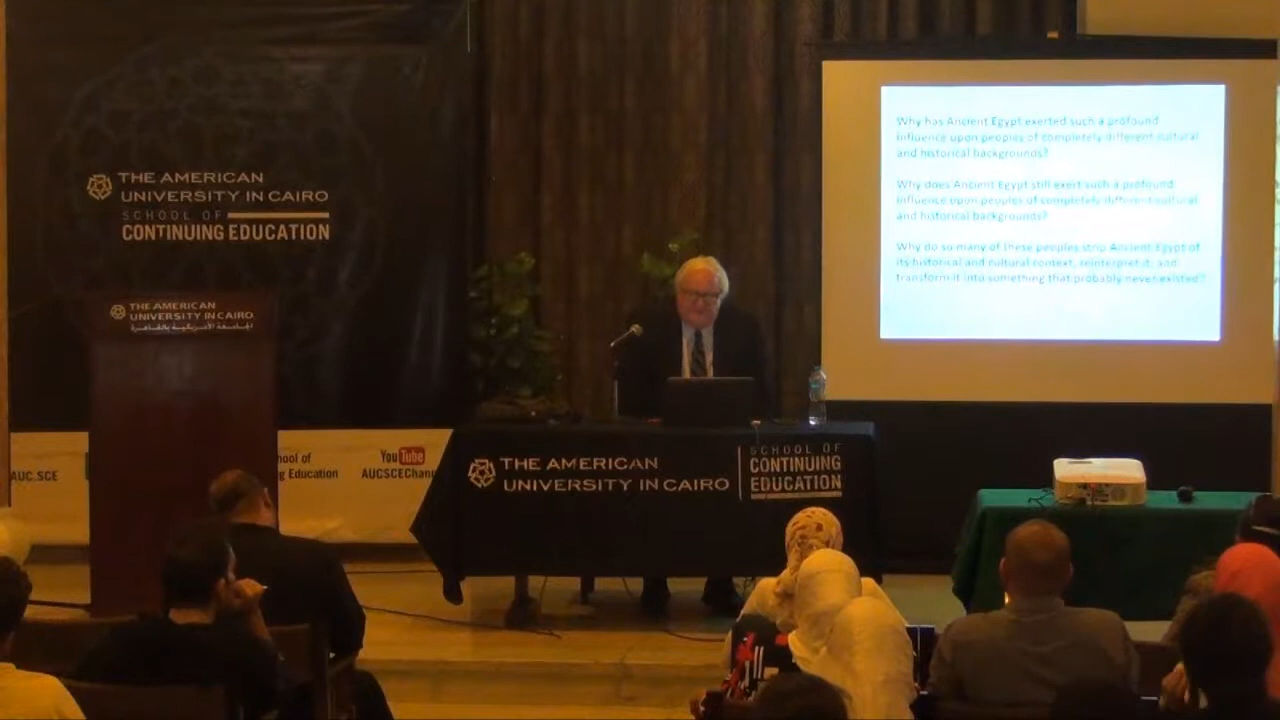 THE AMERICAN
UNIVERSITY IN CAIRO
SCHOOL OF
CONTINUING EDUCATION
THE AMERICAN
UNIVERSITY IN CAIRO
الجامعة الأمريكية بالقاهرة
AUC.SCE
hool of
g Education
You Tube
AUCSCEChann
THE AMERICAN
UNIVERSITY IN CAIRO
SCHOOL OF
CONTINUING
EDUCATION
Why has Ancient Egypt exerted such a profound
influence upon peoples of completely different cultural
and historical backgrounds?
Why does Ancient Egypt still exert such a profound
influence upon peoples of completely different cultural
and historical backgrounds?
Why do so many of these peoples strip Ancient Egypt of
its historical and cultural context, reinterpret it, and
transform it into something that probably never existed?